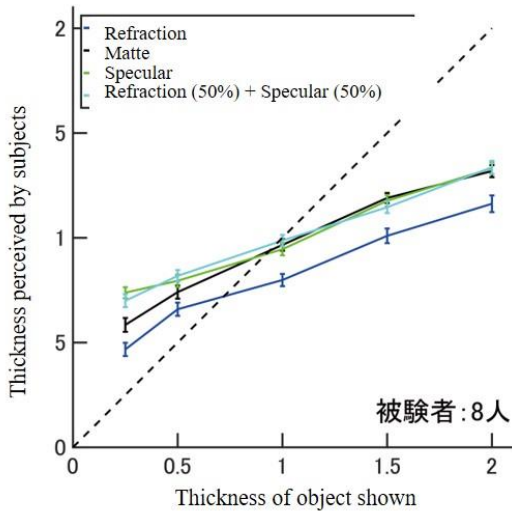 2
Refraction
Matte
Specular
Refraction (50%) + Specular (50%)
5
1
5
0
Thickness perceived by subjects
被験者:8人
0 0.5 1 1.5 2
Thickness of object shown